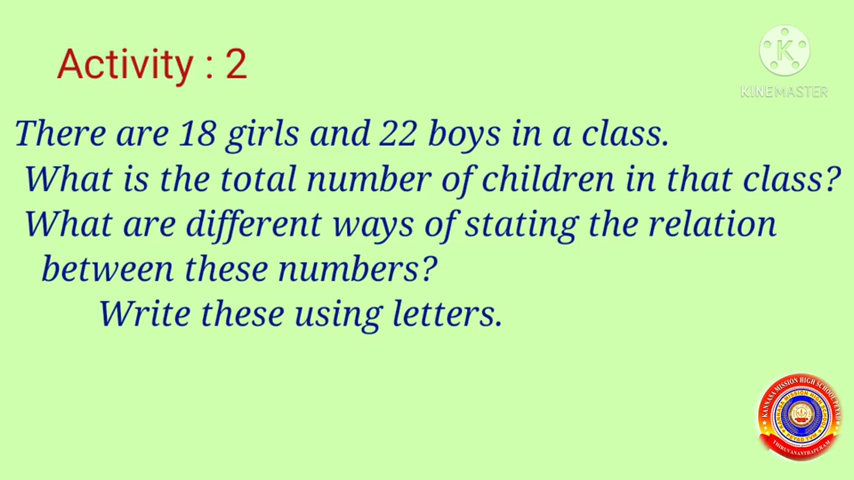 Activity : 2
KINEMASTER
There are 18 girls and 22 boys in a class.
What is the total number of children in that class?
What are different ways of stating the relation
between these numbers?
Write these using letters.